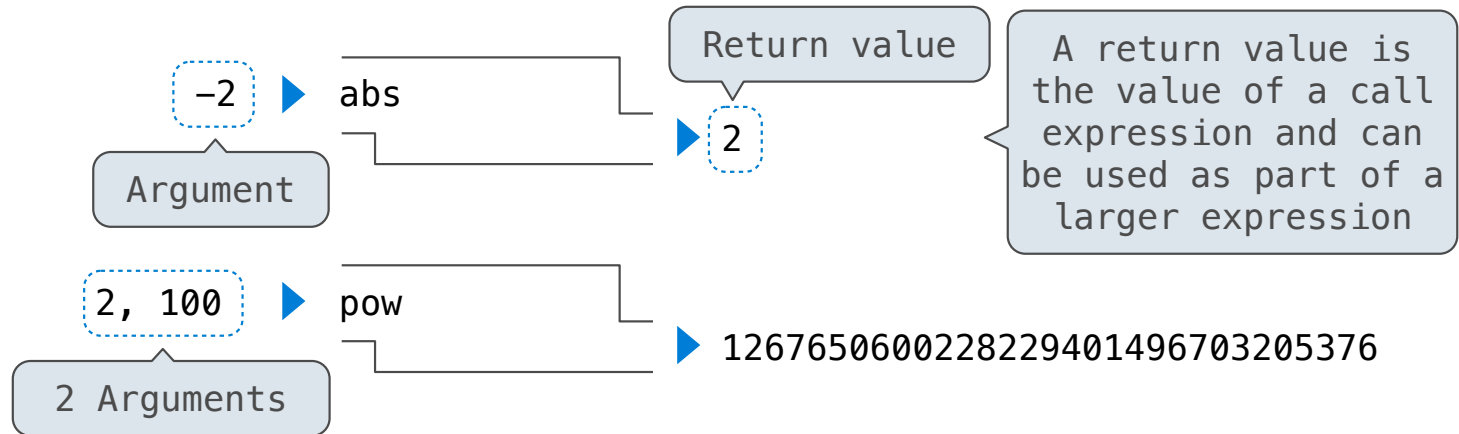 Return value
A return value is
the value of a call
expression and can
be used as part of a
larger expression
−2 abs
2
Argument
2, 100 pow
1267650600228229401496703205376
2 Arguments